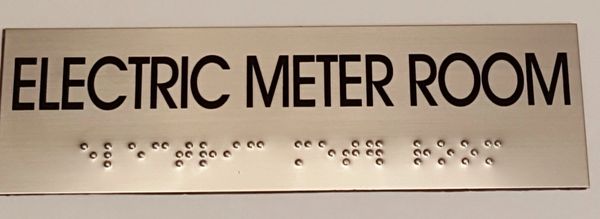 ELECTRIC METER ROOM
⠑⠇⠑⠉⠞⠗⠊⠉ ⠍⠑⠞⠻ ⠗⠕⠕⠍